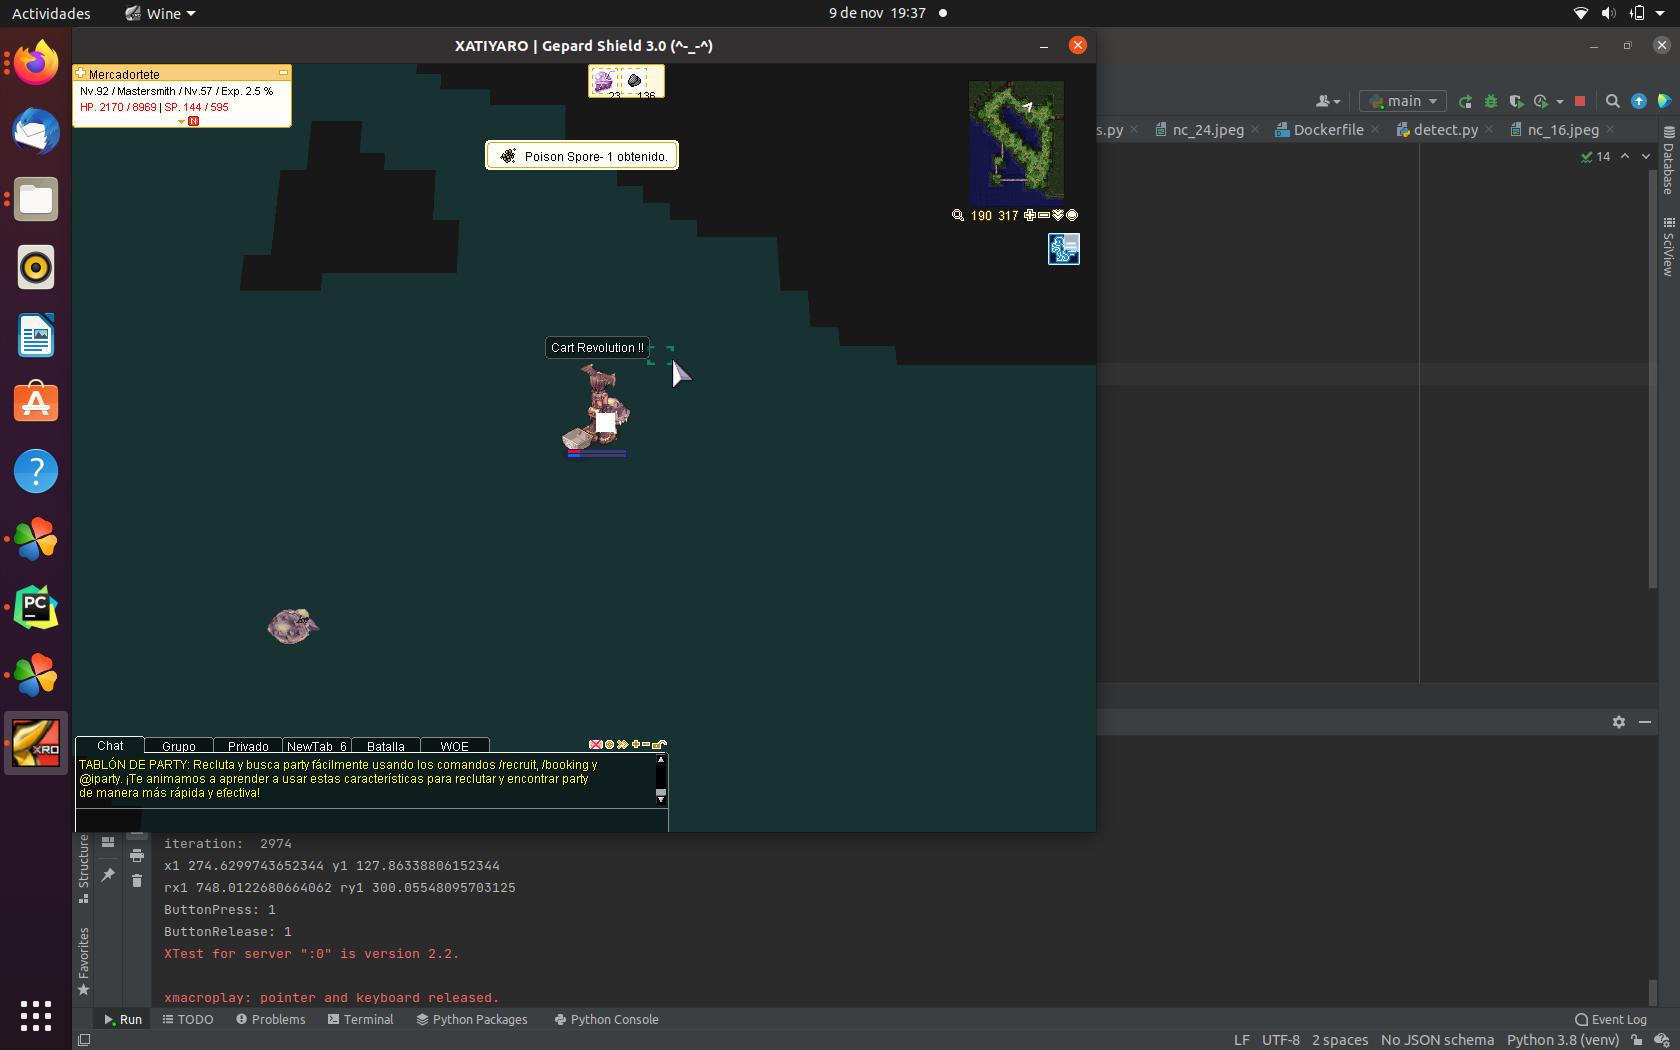 Actividades
Wine
9 de nov 19:37
XATIYARO | Gepard Shield 3.0 (^-_-^)
Mercadortete
Nv.92 / Mastersmith / Nv.57 / Exp. 2.5 %
HP. 2170 / 8969 | SP. 144 / 595
N
23 136
Poison Spore- 1 obtenido.
190 317
main
s.py
nc_24.jpeg
Dockerfile
detect.py
nc_16.jpeg
14
Database
SciView
Cart Revolution !!
PC
XRO
Chat
Grupo
Privado
NewTab_6
Batalla
WOE
TABLÓN DE PARTY: Recluta y busca party fácilmente usando los comandos /recruit, /booking y
@iparty. ¡Te animamos a aprender a usar estas características para reclutar y encontrar party
de manera más rápida y efectiva!
Structure
Favorites
iteration: 2974
x1 274.6299743652344 y1 127.86338806152344
rx1 748.0122680664062 ry1 300.05548095703125
ButtonPress: 1
ButtonRelease: 1
XTest for server ":0" is version 2.2.
xmacroplay: pointer and keyboard released.
Run
TODO
Problems
Terminal
Python Packages
Python Console
Event Log
LF UTF-8 2 spaces No JSON schema Python 3.8 (venv)